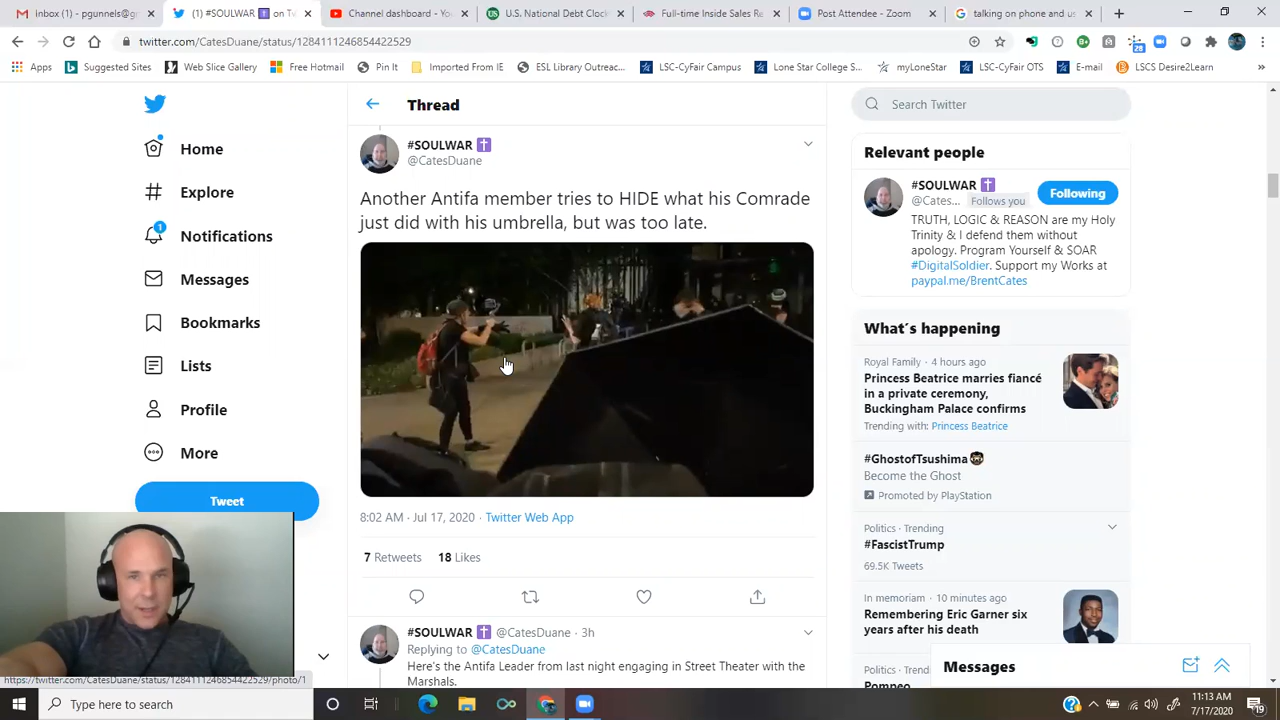 Inbox (1) - pgunnels@gr
(1) #SOULWAR ✝ on T
Channel dashboard - Yo
U.S. National Debt Clock
Full-time Inside Sales Re
Post Attendee - Zoom
talking on phone and us
twitter.com/CatesDuane/status/1284111246854422529
28
Apps
Suggested Sites
Web Slice Gallery
Free Hotmail
Pin It
Imported From IE
ESL Library Outreac...
LSC-CyFair Campus
Lone Star College S...
myLoneStar
LSC-CyFair OTS
E-mail
LSCS Desire2Learn
Home
Explore
1
Notifications
Messages
Bookmarks
Lists
Profile
More
Tweet
Thread
#SOULWAR ✝
@CatesDuane
Another Antifa member tries to HIDE what his Comrade
just did with his umbrella, but was too late.
8:02 AM · Jul 17, 2020 · Twitter Web App
7 Retweets 18 Likes
#SOULWAR ✝ @CatesDuane · 3h
Replying to @CatesDuane
Here's the Antifa Leader from last night engaging in Street Theater with the
Marshals.
Search Twitter
Relevant people
#SOULWAR ✝
@Cates... Follows you
Following
TRUTH, LOGIC & REASON are my Holy
Trinity & I defend them without
apology. Program Yourself & SOAR
#DigitalSoldier. Support my Works at
paypal.me/BrentCates
What's happening
Royal Family · 4 hours ago
Princess Beatrice marries fiancé
in a private ceremony,
Buckingham Palace confirms
Trending with: Princess Beatrice
#GhostofTsushima
Become the Ghost
Promoted by PlayStation
Politics · Trending
#FascistTrump
69.5K Tweets
In memoriam · 10 minutes ago
Remembering Eric Garner six
years after his death
Politics · Trend
Pompeo
Messages
https://twitter.com/CatesDuane/status/1284111246854422529/photo/1
Type here to search
11:13 AM
7/17/2020
19